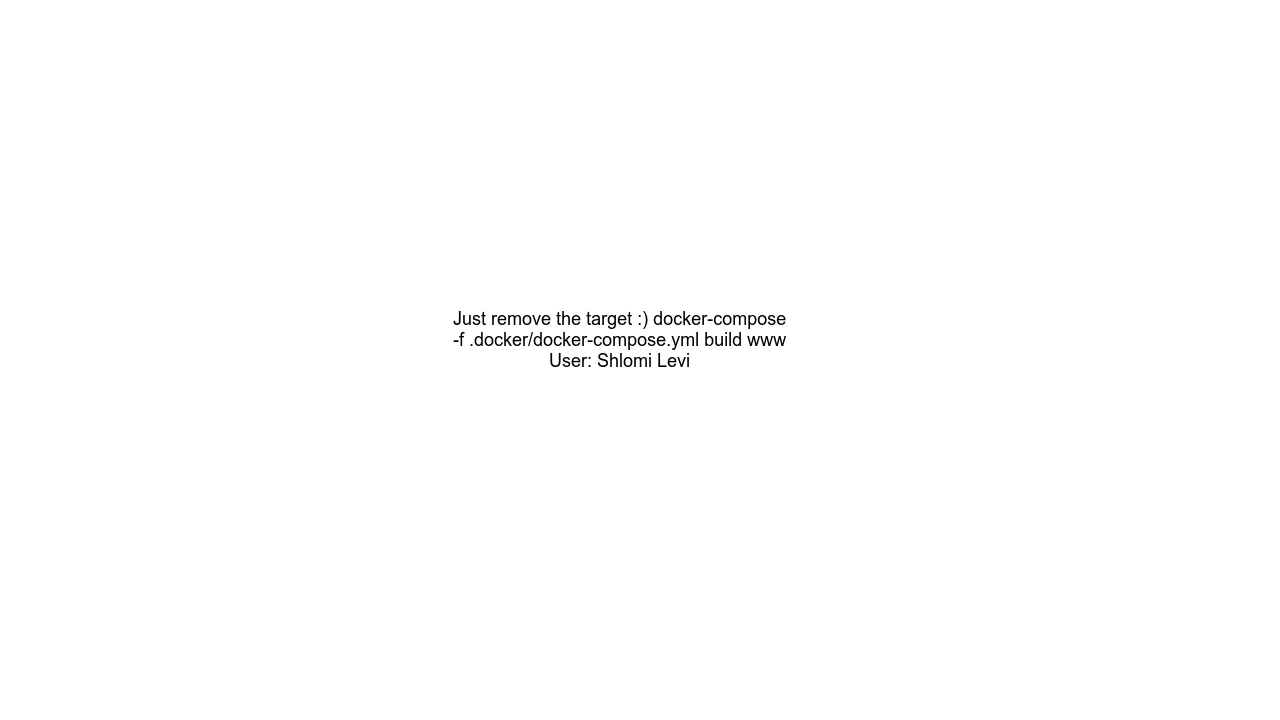 Just remove the target :) docker-compose
-f .docker/docker-compose.yml build www
User: Shlomi Levi